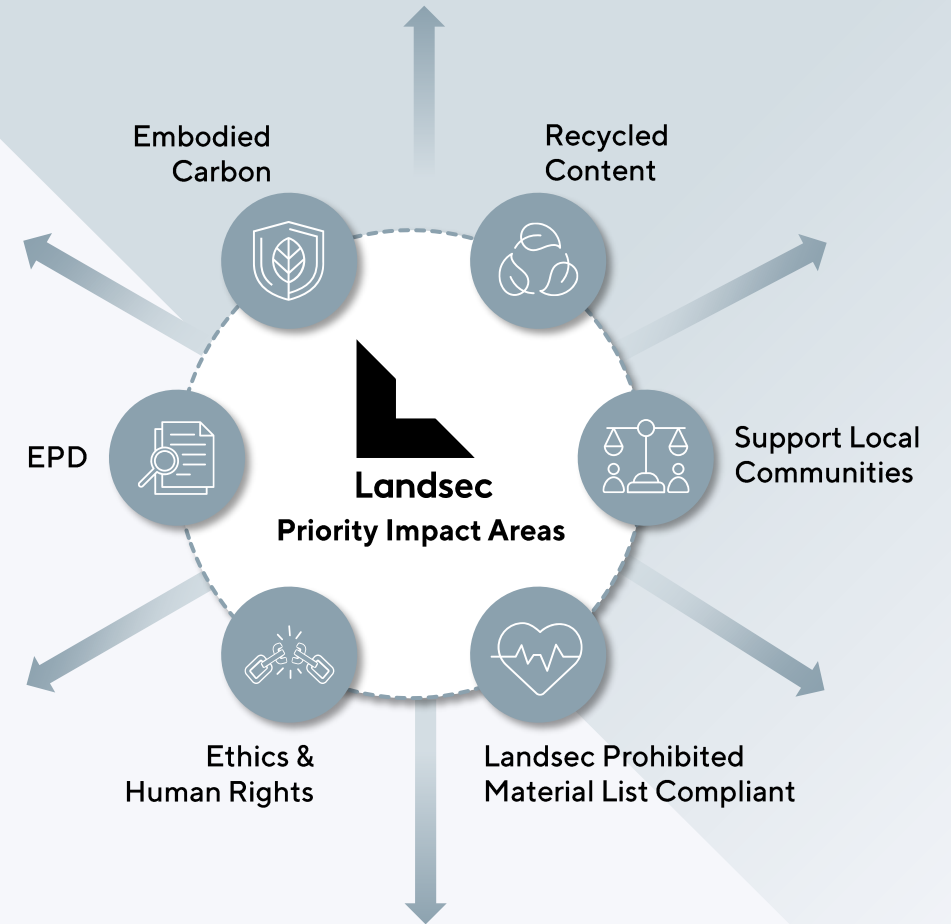 Embodied
Carbon
Recycled
Content
EPD
Support Local
Communities
Landsec
Priority Impact Areas
Ethics &
Human Rights
Landsec Prohibited
Material List Compliant